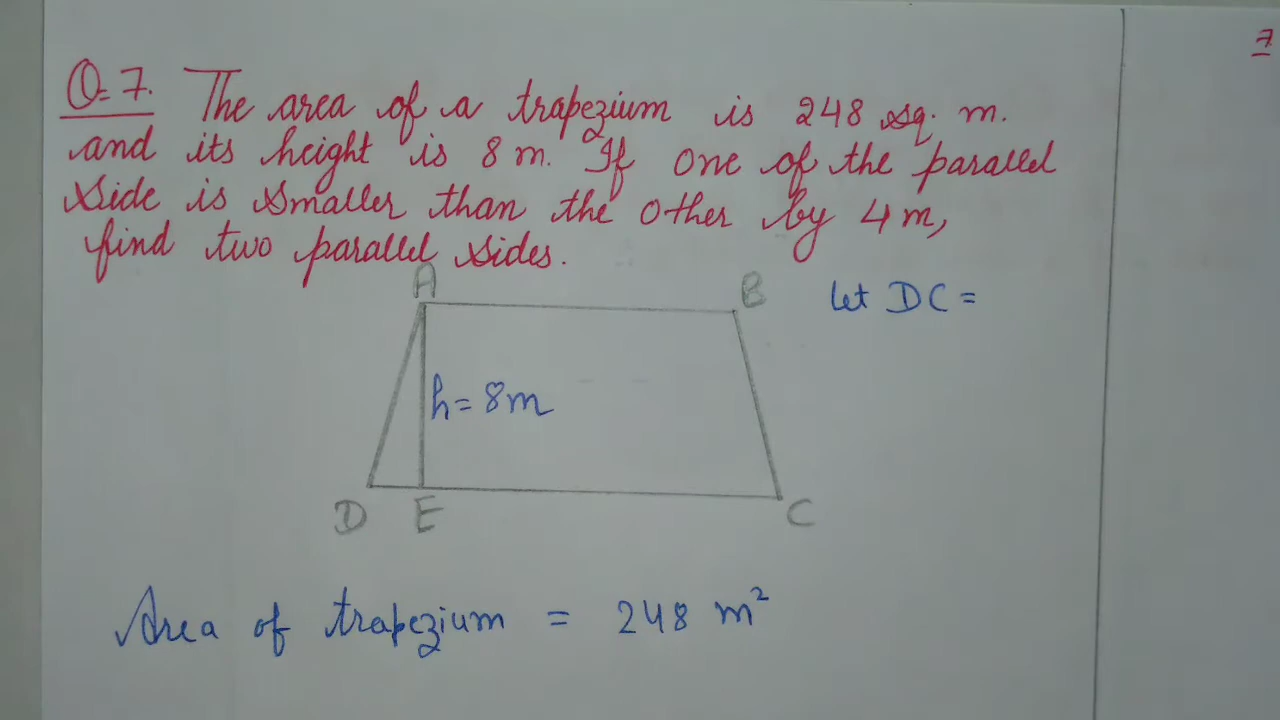 7
Q.7. The area of a trapezium is 248 sq. m.
and its height is 8 m. If one of the parallel
side is smaller than the other by 4 m,
find two parallel sides.
A
B
let DC =
h = 8m
D
E
C
Area of trapezium = 248 m²